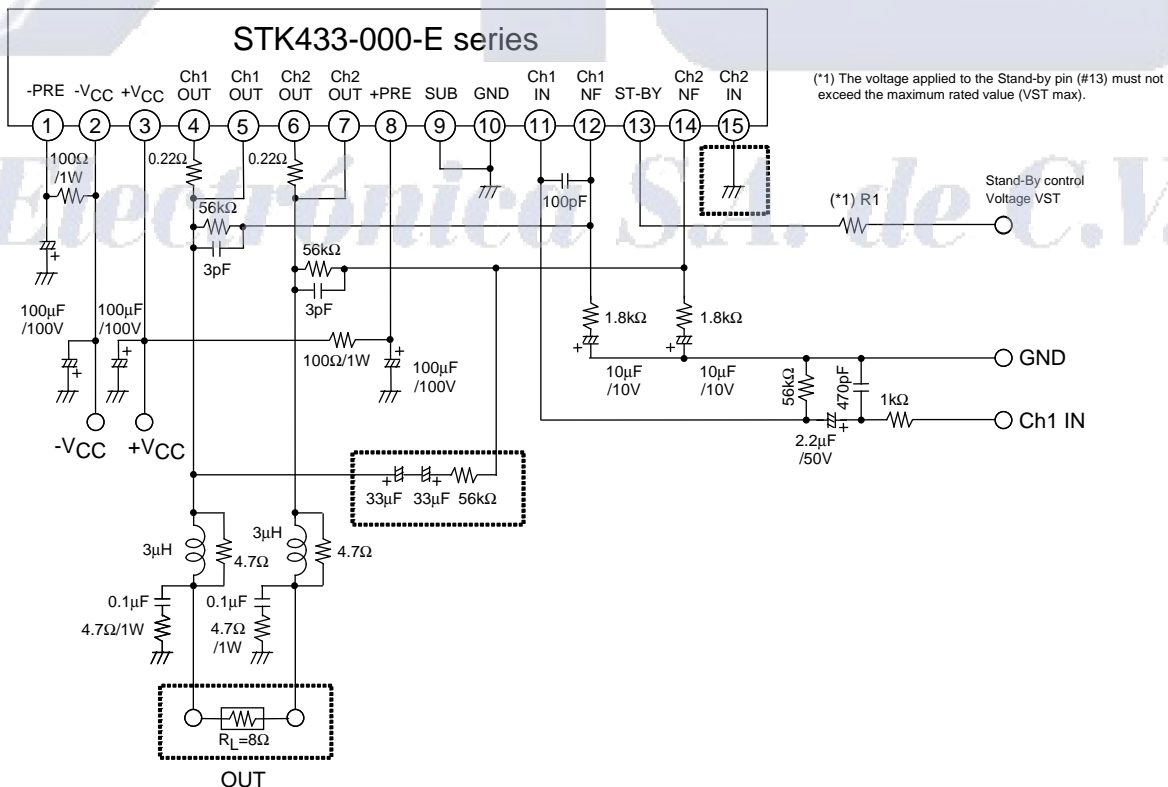 STK433-000-E series
(*1) The voltage applied to the Stand-by pin (#13) must not
exceed the maximum rated value (VST max).
-PRE -VCC +VCC Ch1 OUT Ch1 OUT Ch2 OUT Ch2 OUT +PRE SUB GND Ch1 IN Ch1 NF ST-BY Ch2 NF Ch2 IN
1 2 3 4 5 6 7 8 9 10 11 12 13 14 15
100Ω
/1W
0.22Ω
0.22Ω
100pF
Stand-By control
Voltage VST
(*1) R1
Electrónica S.A. de C.V.
56kΩ
3pF
56kΩ
3pF
100μF
/100V
100μF
/100V
100Ω/1W
100μF
/100V
1.8kΩ
1.8kΩ
10μF
/10V
10μF
/10V
GND
56kΩ
470pF
1kΩ
Ch1 IN
2.2μF
/50V
-VCC
+VCC
33μF 33μF 56kΩ
3μH
4.7Ω
3μH
4.7Ω
0.1μF
4.7Ω/1W
0.1μF
4.7Ω
/1W
RL=8Ω
OUT